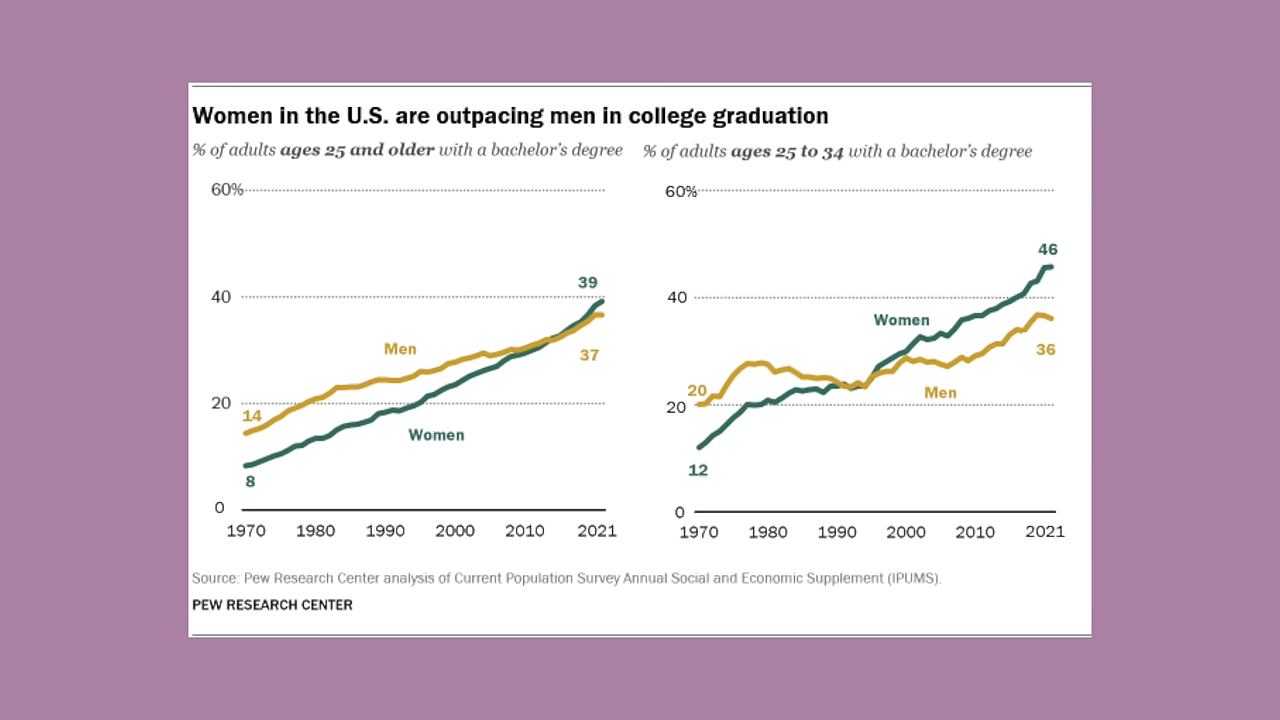 Women in the U.S. are outpacing men in college graduation
% of adults ages 25 and older with a bachelor's degree
60%
40
20
0
39
Men
37
14
Women
8
1970 1980 1990 2000 2010 2021
% of adults ages 25 to 34 with a bachelor's degree
60%
46
40
Women
36
20
Men
20
12
0
1970 1980 1990 2000 2010 2021
Source: Pew Research Center analysis of Current Population Survey Annual Social and Economic Supplement (IPUMS).
PEW RESEARCH CENTER